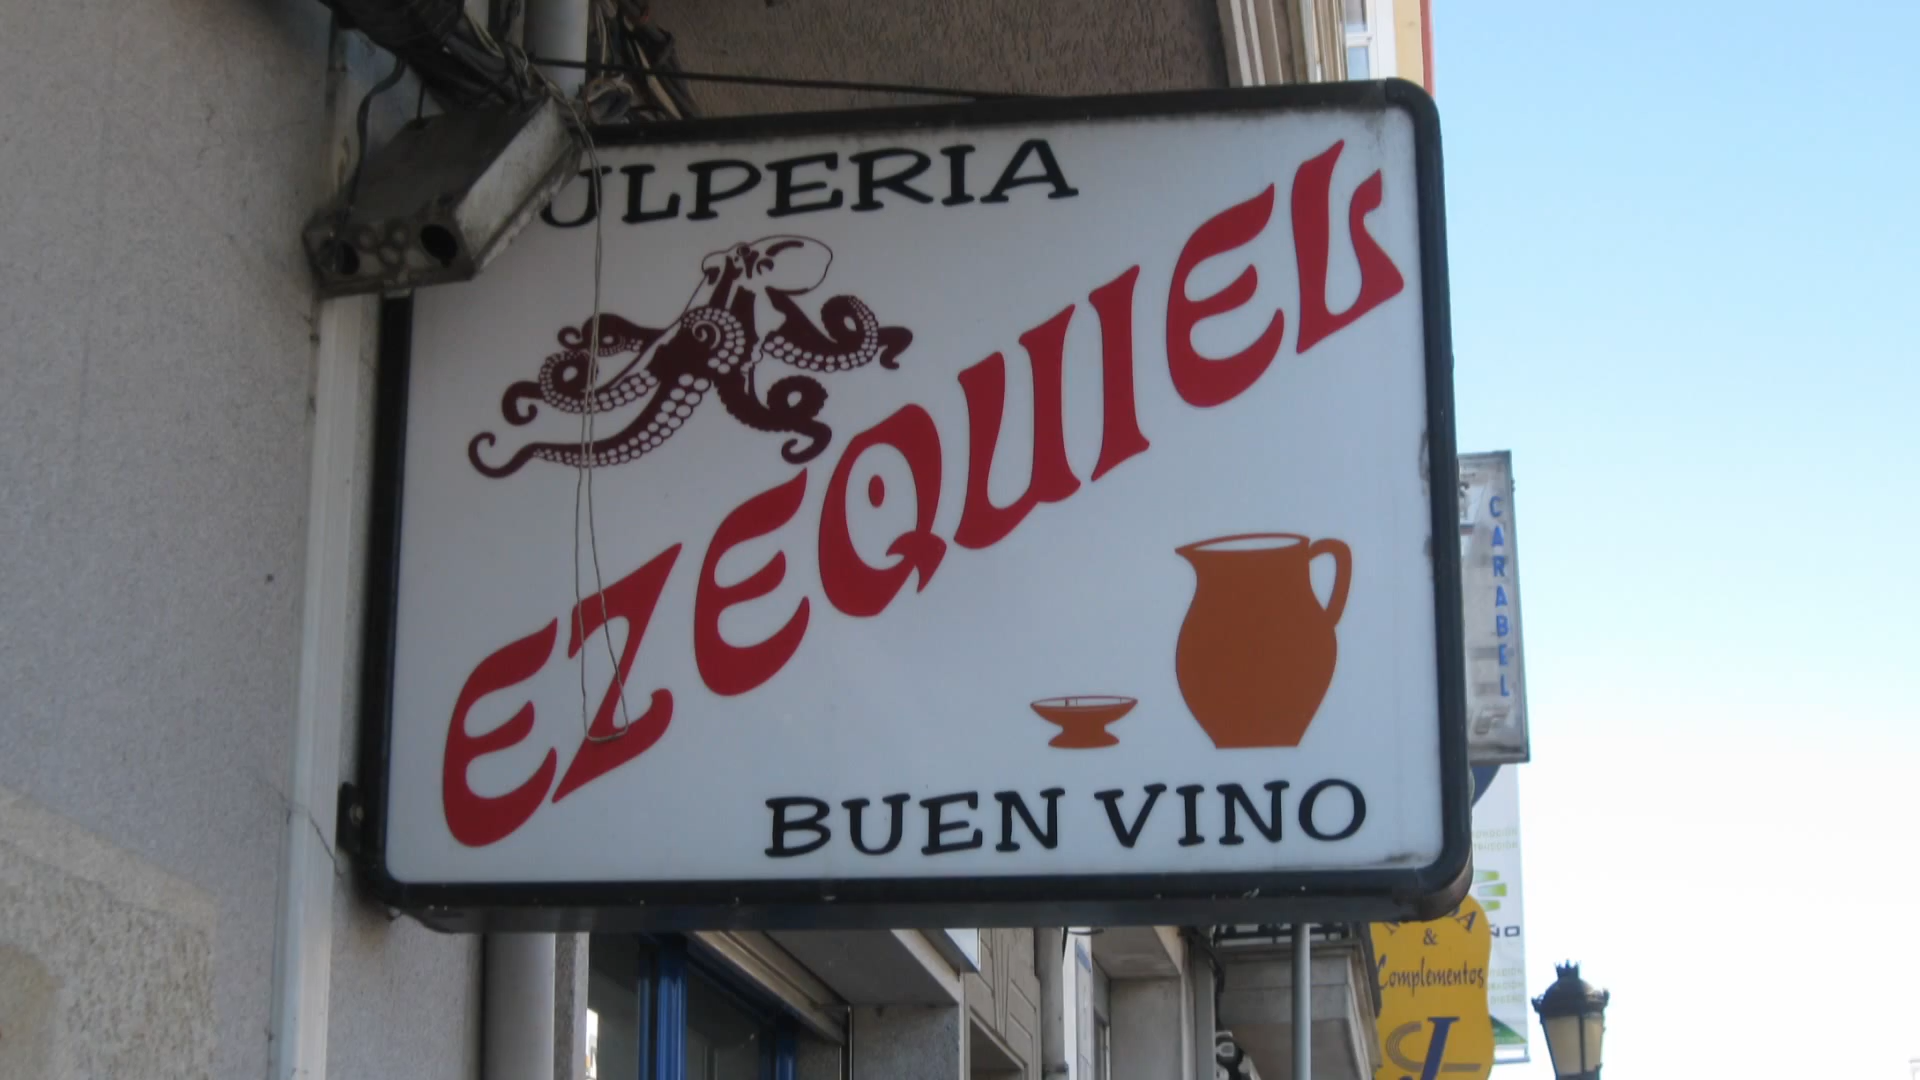 ULPERIA
EZEQUIEL
BUEN VINO
CARABEL
&
Complementos